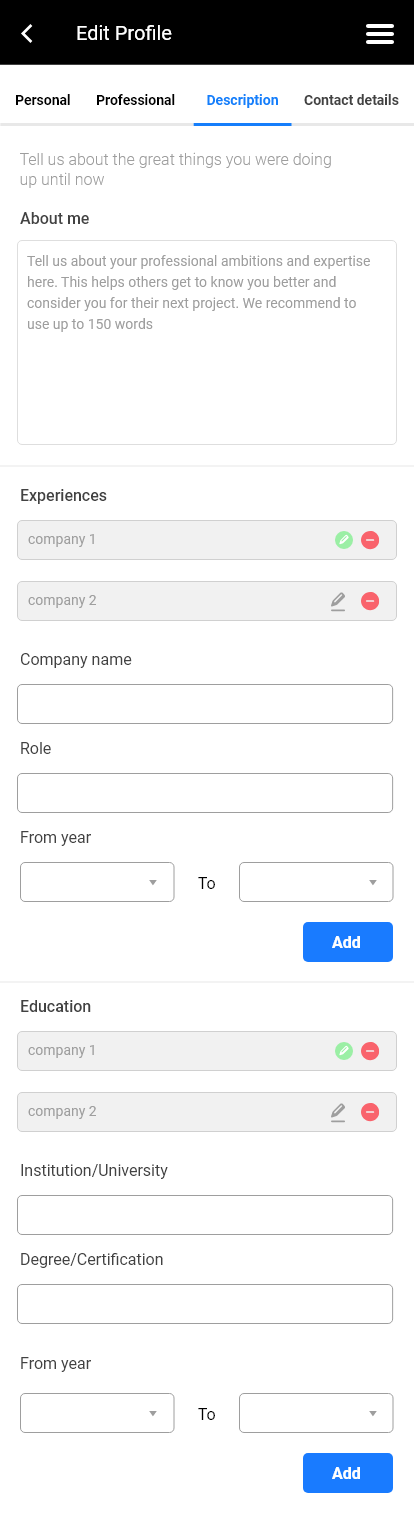 Edit Profile
Personal Professional Description Contact details
Tell us about the great things you were doing
up until now
About me
Tell us about your professional ambitions and expertise
here. This helps others get to know you better and
consider you for their next project. We recommend to
use up to 150 words
Experiences
company 1
company 2
Company name
Role
From year
To
Add
Education
company 1
company 2
Institution/University
Degree/Certification
From year
To
Add